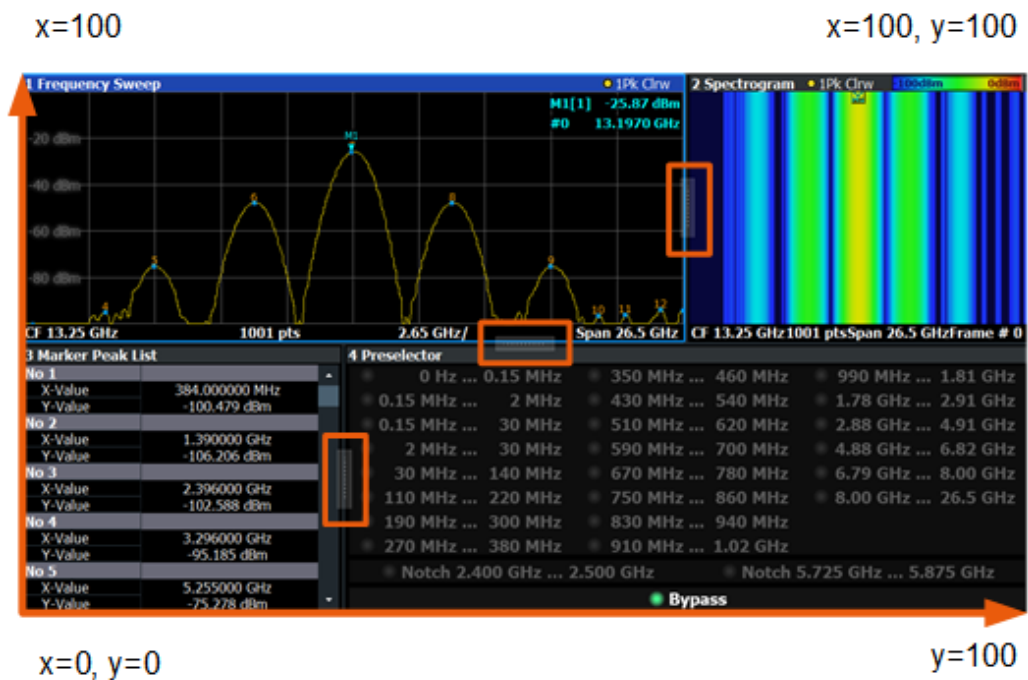 x=100
x=100, y=100
1 Frequency Sweep
1Pk Clrw
2 Spectrogram
1Pk Clrw
-100dBm
0dBm
M1[1] -25.87 dBm
#0 13.1970 GHz
M1
-20 dBm
-40 dBm
6
8
-60 dBm
5
9
-80 dBm
4
10 11 12
CF 13.25 GHz 1001 pts 2.65 GHz/ Span 26.5 GHz
CF 13.25 GHz 1001 pts Span 26.5 GHz Frame # 0
3 Marker Peak List
No 1
X-Value 384.000000 MHz
Y-Value -100.479 dBm
No 2
X-Value 1.390000 GHz
Y-Value -106.206 dBm
No 3
X-Value 2.396000 GHz
Y-Value -102.588 dBm
No 4
X-Value 3.296000 GHz
Y-Value -95.185 dBm
No 5
X-Value 5.255000 GHz
Y-Value -75.278 dBm
4 Preselector
0 Hz ... 0.15 MHz 350 MHz ... 460 MHz 990 MHz ... 1.81 GHz
0.15 MHz ... 2 MHz 430 MHz ... 540 MHz 1.78 GHz ... 2.91 GHz
0.15 MHz ... 30 MHz 510 MHz ... 620 MHz 2.88 GHz ... 4.91 GHz
2 MHz ... 30 MHz 590 MHz ... 700 MHz 4.88 GHz ... 6.82 GHz
30 MHz ... 140 MHz 670 MHz ... 780 MHz 6.79 GHz ... 8.00 GHz
110 MHz ... 220 MHz 750 MHz ... 860 MHz 8.00 GHz ... 26.5 GHz
190 MHz ... 300 MHz 830 MHz ... 940 MHz
270 MHz ... 380 MHz 910 MHz ... 1.02 GHz
Notch 2.400 GHz ... 2.500 GHz Notch 5.725 GHz ... 5.875 GHz
Bypass
x=0, y=0
y=100